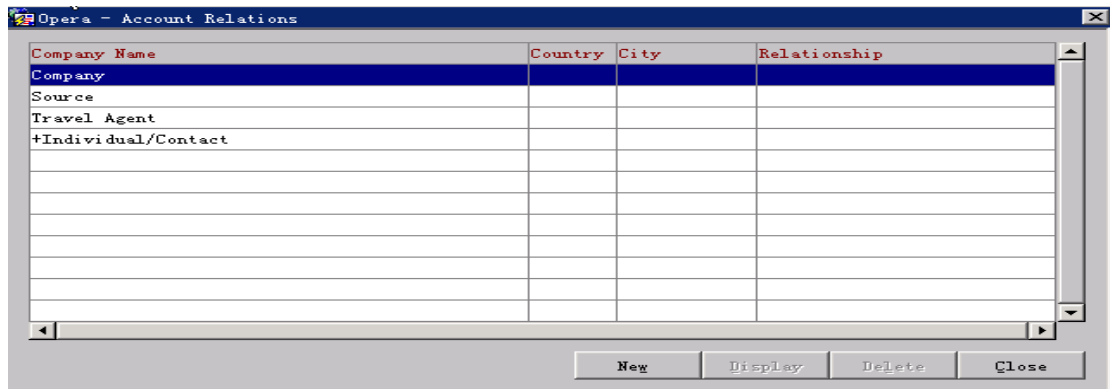 Opera - Account Relations
Company Name Country City Relationship
Company
Source
Travel Agent
+Individual/Contact
New Display Delete Close